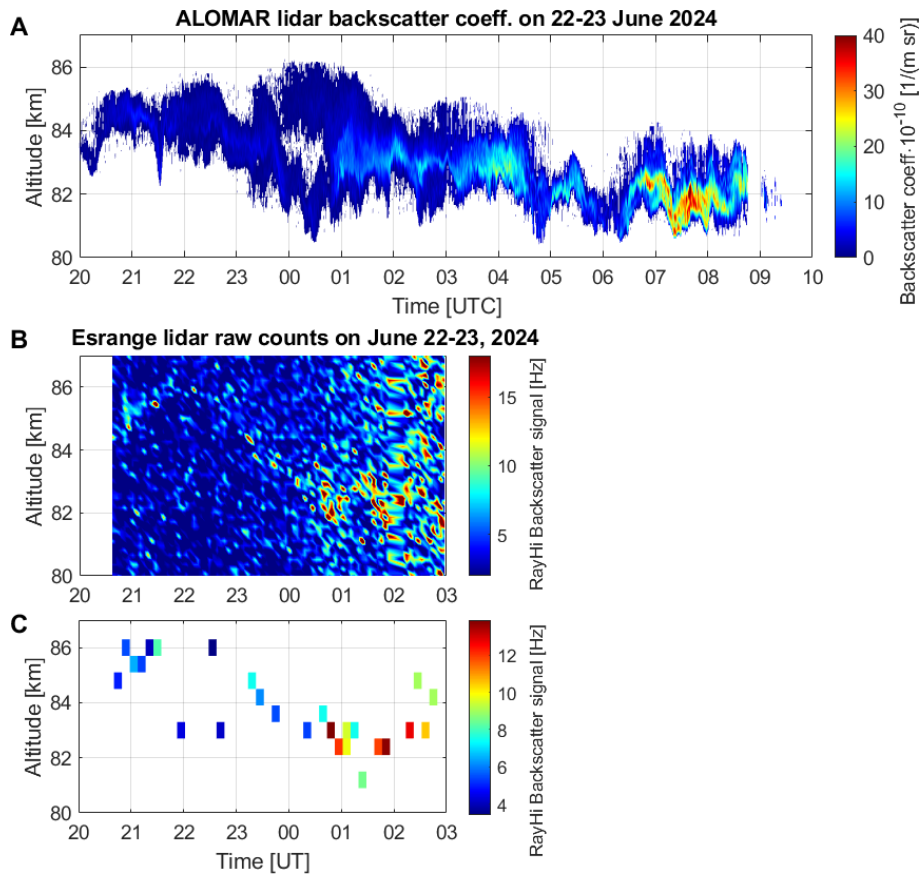 A
ALOMAR lidar backscatter coeff. on 22-23 June 2024
86
84
82
80
Altitude [km]
20 21 22 23 00 01 02 03 04 05 06 07 08 09 10
Time [UTC]
40
30
20
10
0
Backscatter coeff.·10⁻¹⁰ [1/(m sr)]
B
Esrange lidar raw counts on June 22-23, 2024
86
84
82
80
Altitude [km]
20 21 22 23 00 01 02 03
15
10
5
RayHi Backscatter signal [Hz]
C
86
84
82
80
Altitude [km]
20 21 22 23 00 01 02 03
Time [UT]
12
10
8
6
4
RayHi Backscatter signal [Hz]